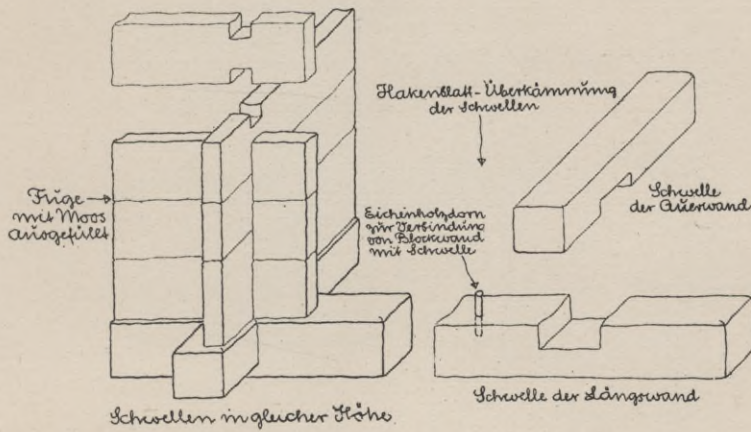 Hakenblatt-Überkämmung
der Schwellen
Fuge
mit Moos
Ausgefüllt
Schwelle
der Querwand
Eichenholzdorn
zur Verbindung
von Blockwand
mit Schwelle
Schwelle der Längswand
Schwellen in gleicher Höhe